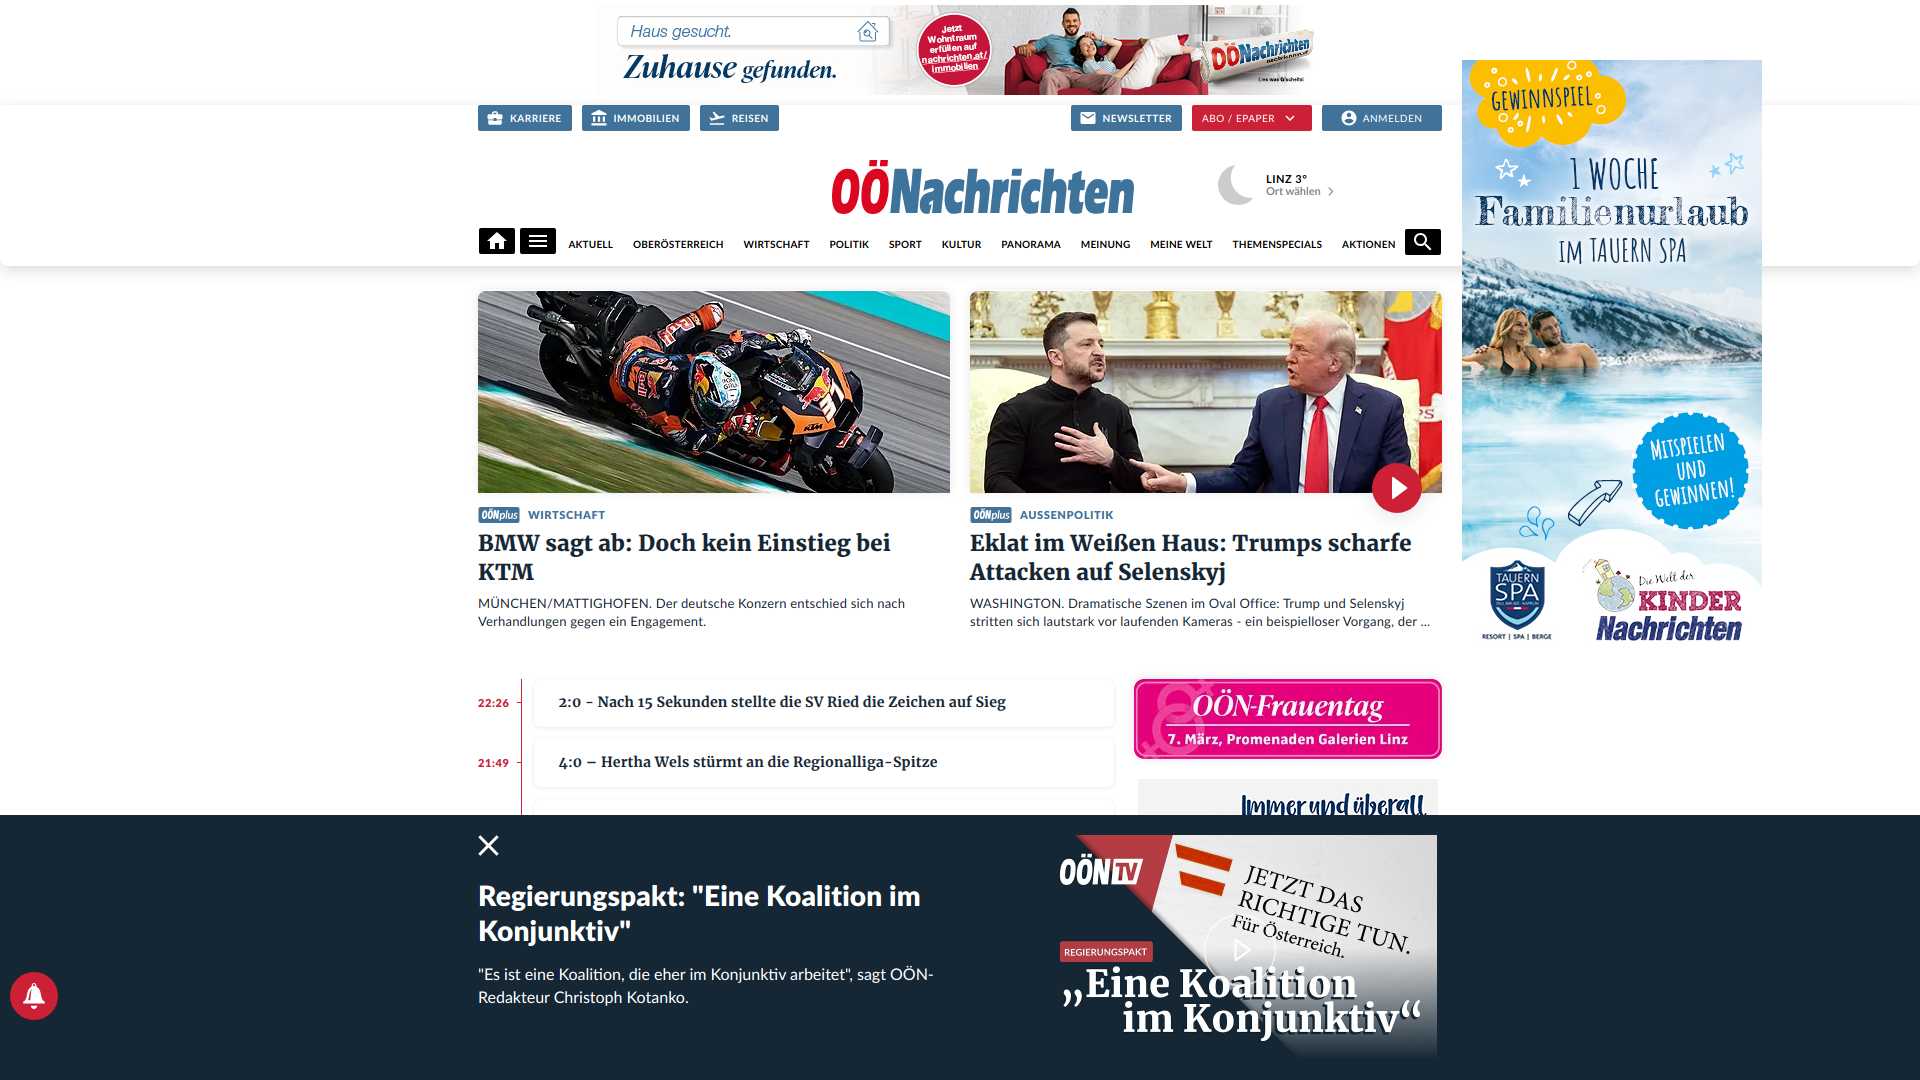 Haus gesucht.
Zuhause gefunden.
Jetzt
Wohntraum
erfüllen auf
nachrichten.at/
immobilien
OÖNachrichten
Lies was G'scheits!
KARRIERE
IMMOBILIEN
REISEN
NEWSLETTER
ABO / EPAPER
ANMELDEN
OÖNachrichten
LINZ 3°
Ort wählen
AKTUELL
OBERÖSTERREICH
WIRTSCHAFT
POLITIK
SPORT
KULTUR
PANORAMA
MEINUNG
MEINE WELT
THEMENSPECIALS
AKTIONEN
GEWINNSPIEL
1 WOCHE
Familienurlaub
IM TAUERN SPA
MITSPIELEN
UND
GEWINNEN!
TAUERN
SPA
RESORT | SPA | BERGE
Die Welt der
KINDER
Nachrichten
37
KTM
OÖNplus WIRTSCHAFT
BMW sagt ab: Doch kein Einstieg bei
KTM
MÜNCHEN/MATTIGHOFEN. Der deutsche Konzern entschied sich nach
Verhandlungen gegen ein Engagement.
OÖNplus AUSSENPOLITIK
Eklat im Weißen Haus: Trumps scharfe
Attacken auf Selenskyj
WASHINGTON. Dramatische Szenen im Oval Office: Trump und Selenskyj
stritten sich lautstark vor laufenden Kameras - ein beispielloser Vorgang, der ...
22:26
2:0 - Nach 15 Sekunden stellte die SV Ried die Zeichen auf Sieg
21:49
4:0 – Hertha Wels stürmt an die Regionalliga-Spitze
OÖN-Frauentag
7. März, Promenaden Galerien Linz
Immer und überall
Regierungspakt: "Eine Koalition im
Konjunktiv"
"Es ist eine Koalition, die eher im Konjunktiv arbeitet", sagt OÖN-
Redakteur Christoph Kotanko.
OÖN TV
JETZT DAS
RICHTIGE TUN.
Für Österreich.
REGIERUNGSPAKT
„Eine Koalition
im Konjunktiv“